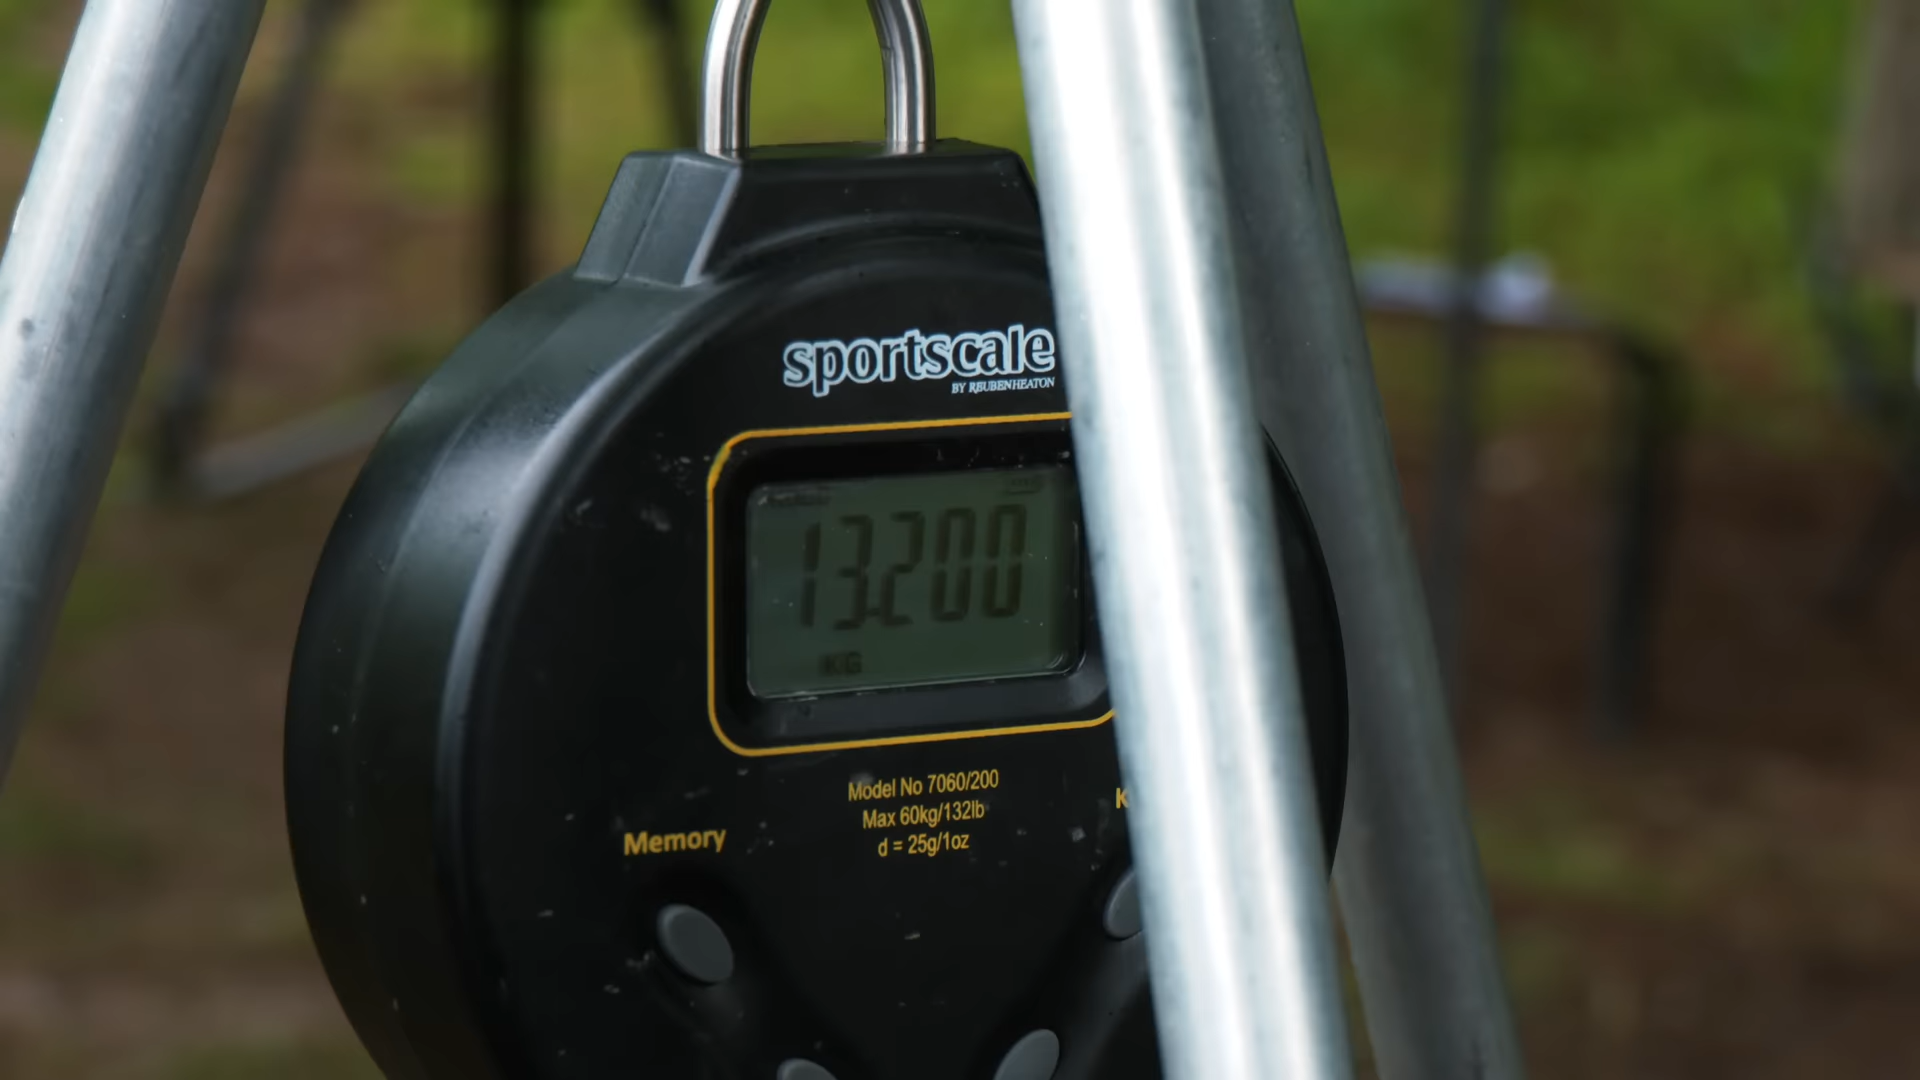 sportscale
BY REUBENHEATON
13.200
KG
Model No 7060/200
Max 60kg/132lb
d = 25g/1oz
Memory
K